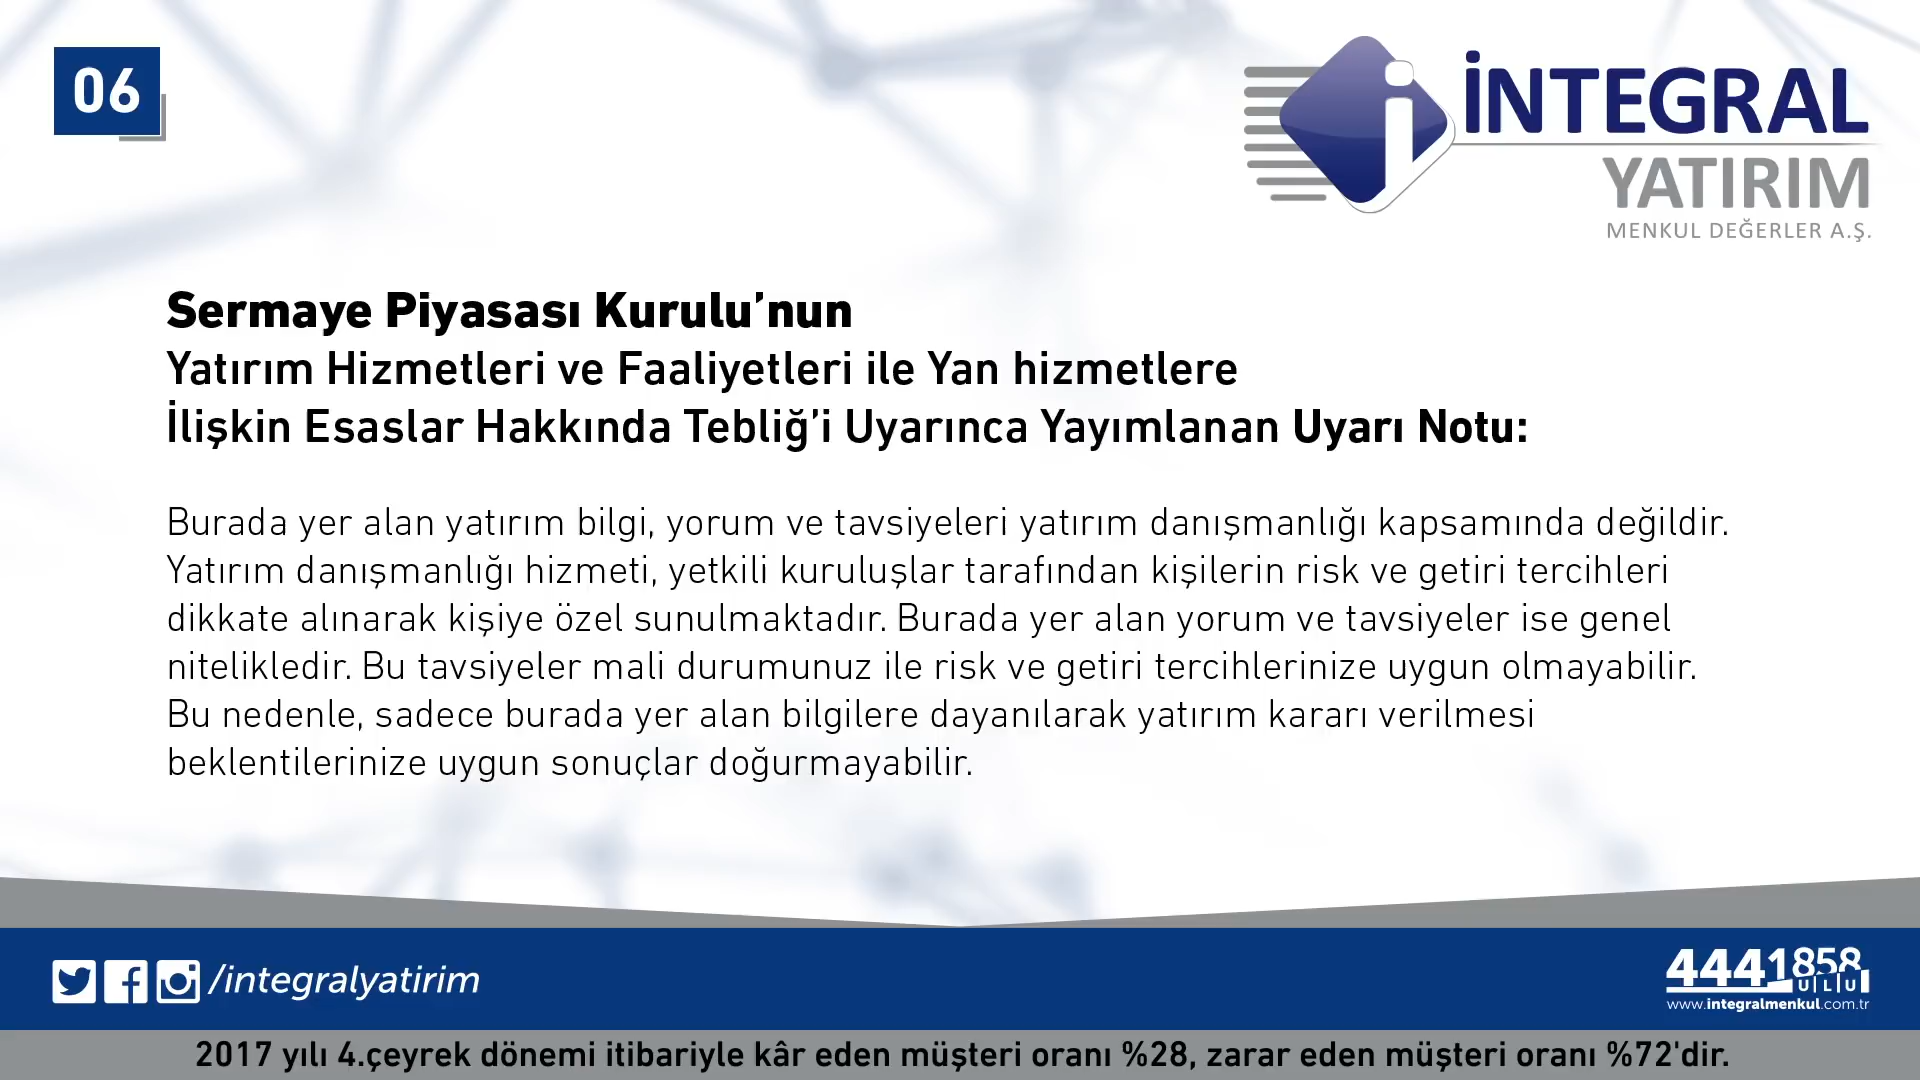 06
İNTEGRAL
YATIRIM
MENKUL DEĞERLER A.Ş.
Sermaye Piyasası Kurulu’nun
Yatırım Hizmetleri ve Faaliyetleri ile Yan hizmetlere
İlişkin Esaslar Hakkında Tebliğ’i Uyarınca Yayımlanan Uyarı Notu:
Burada yer alan yatırım bilgi, yorum ve tavsiyeleri yatırım danışmanlığı kapsamında değildir.
Yatırım danışmanlığı hizmeti, yetkili kuruluşlar tarafından kişilerin risk ve getiri tercihleri
dikkate alınarak kişiye özel sunulmaktadır. Burada yer alan yorum ve tavsiyeler ise genel
nitelikledir. Bu tavsiyeler mali durumunuz ile risk ve getiri tercihlerinize uygun olmayabilir.
Bu nedenle, sadece burada yer alan bilgilere dayanılarak yatırım kararı verilmesi
beklentilerinize uygun sonuçlar doğurmayabilir.
/integralyatirim
444 1858
U L U
www.integralmenkul.com.tr
2017 yılı 4.çeyrek dönemi itibariyle kâr eden müşteri oranı %28, zarar eden müşteri oranı %72'dir.